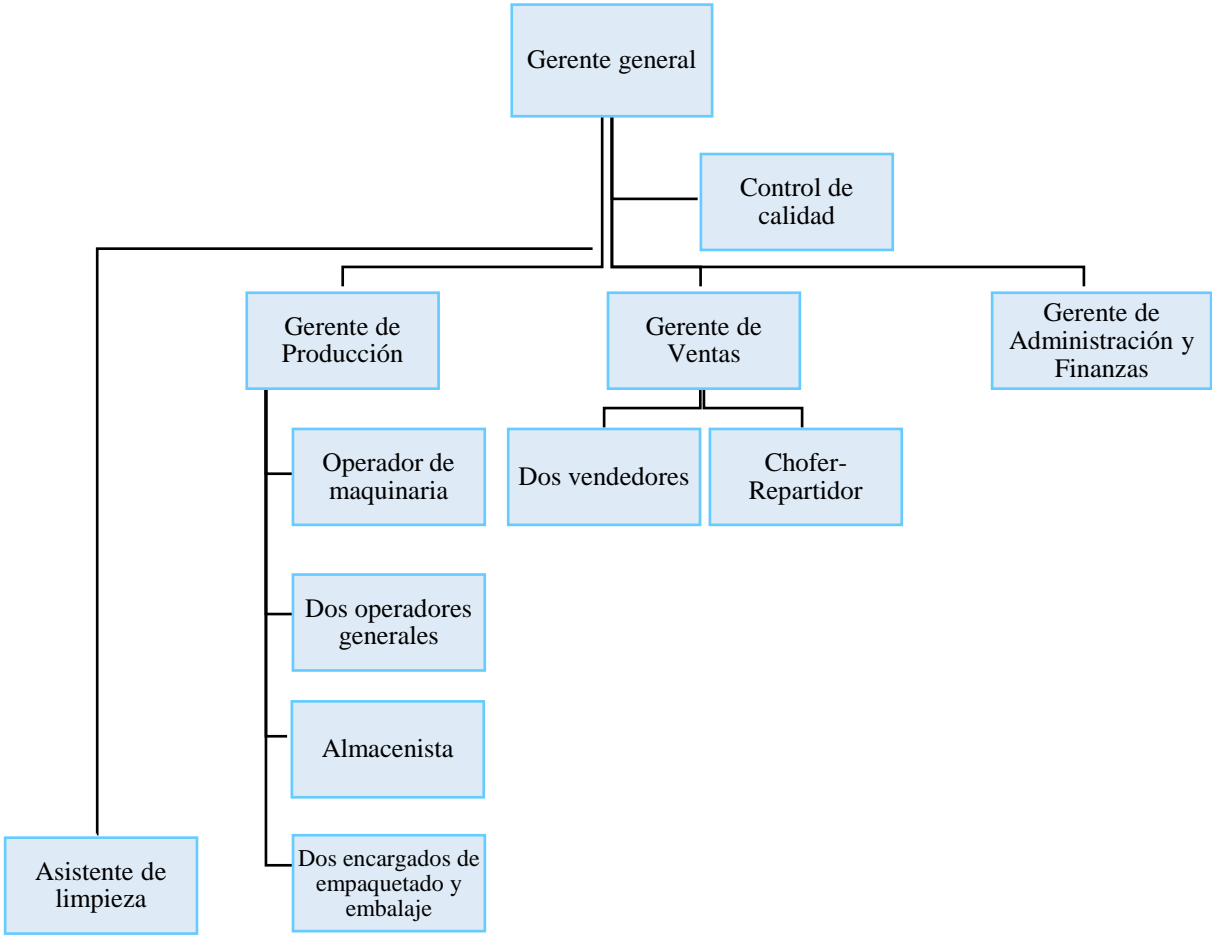 Gerente general
Control de
calidad
Gerente de
Producción
Gerente de
Ventas
Gerente de
Administración y
Finanzas
Operador de
maquinaria
Dos vendedores
Chofer-
Repartidor
Dos operadores
generales
Almacenista
Asistente de
limpieza
Dos encargados de
empaquetado y
embalaje